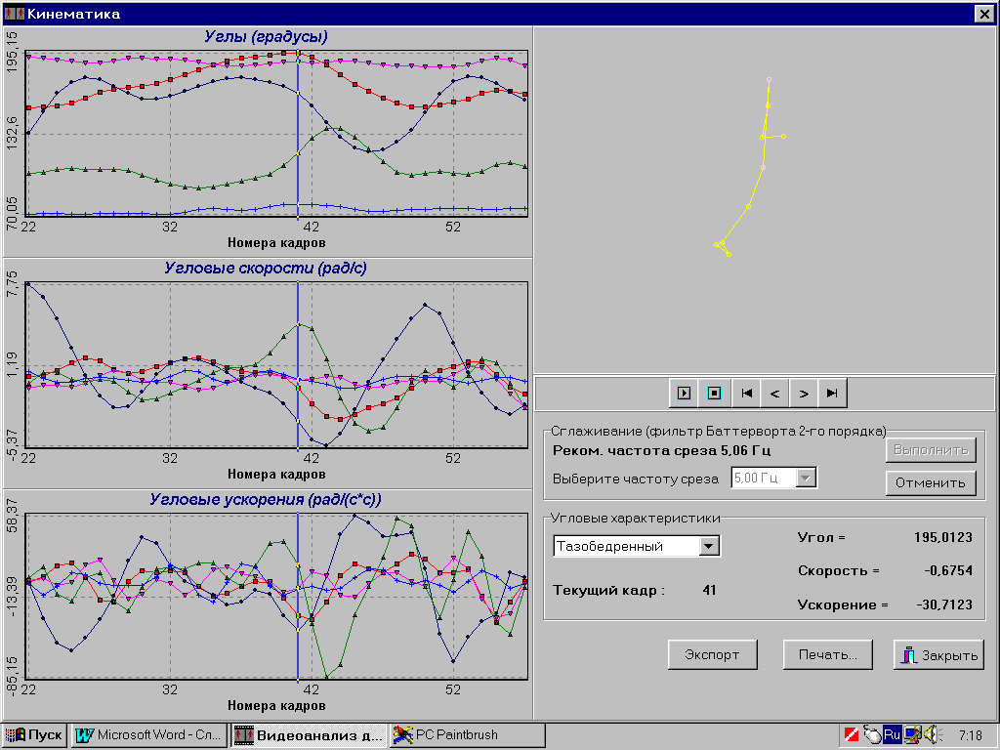 Кинематика
Углы (градусы)
195,15
132,6
70,05
22 32 42 52
Номера кадров
Угловые скорости (рад/с)
7,75
1,19
-5,37
22 32 42 52
Номера кадров
Угловые ускорения (рад/(с*с))
58,37
-13,39
-85,15
22 32 42 52
Номера кадров
Сглаживание (фильтр Баттерворта 2-го порядка)
Реком. частота среза 5,06 Гц
Выберите частоту среза 5,00 Гц
Выполнить
Отменить
Угловые характеристики
Тазобедренный
Текущий кадр : 41
Угол = 195,0123
Скорость = -0,6754
Ускорение = -30,7123
Экспорт Печать... Закрыть
Пуск Microsoft Word - Сл... Видеоанализ д... PC Paintbrush Ru 7:18